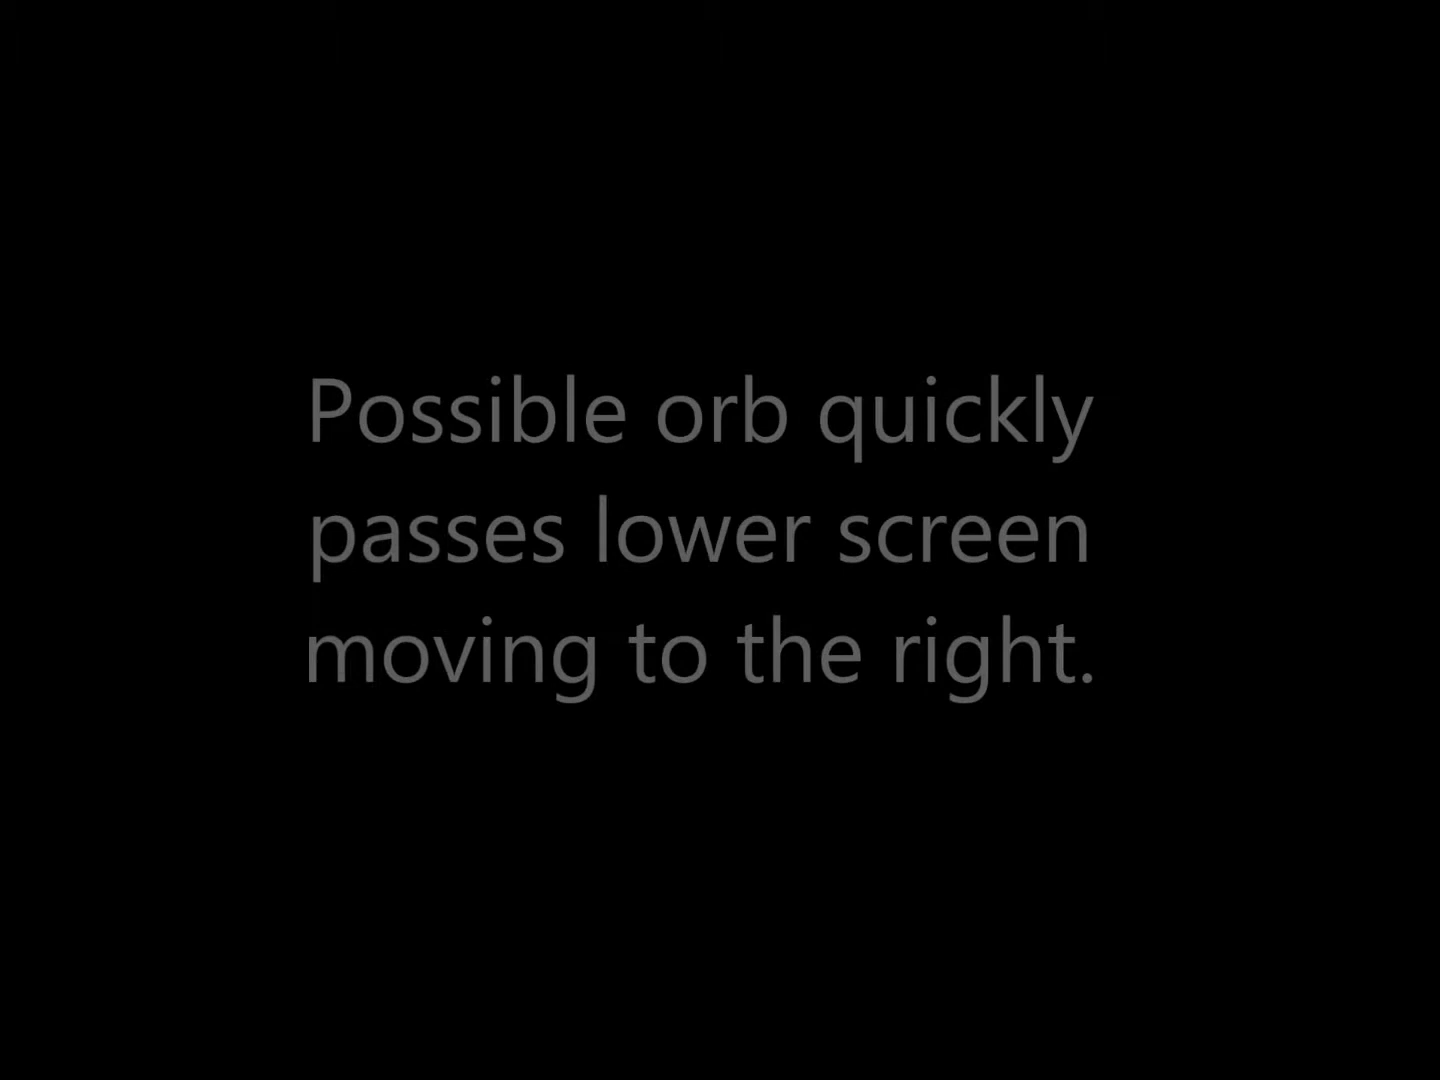 Possible orb quickly
passes lower screen
moving to the right.